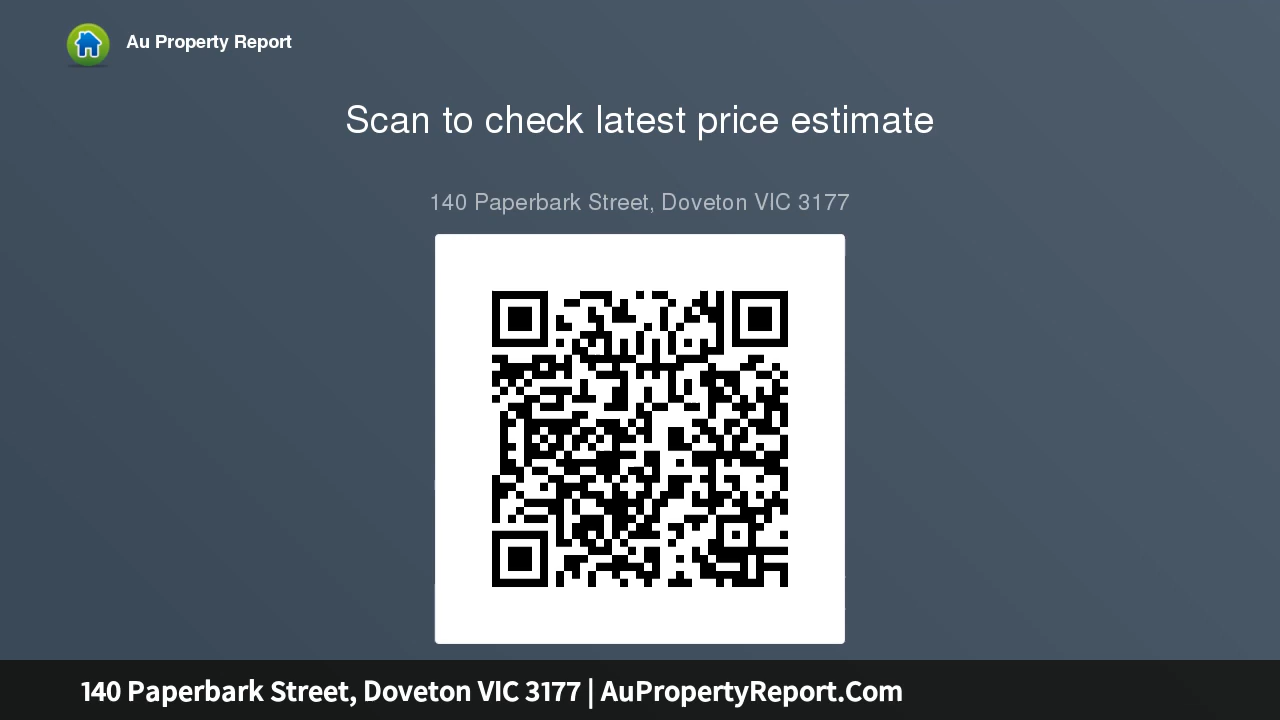 Au Property Report
Scan to check latest price estimate
140 Paperbark Street, Doveton VIC 3177
140 Paperbark Street, Doveton VIC 3177 | AuPropertyReport.Com